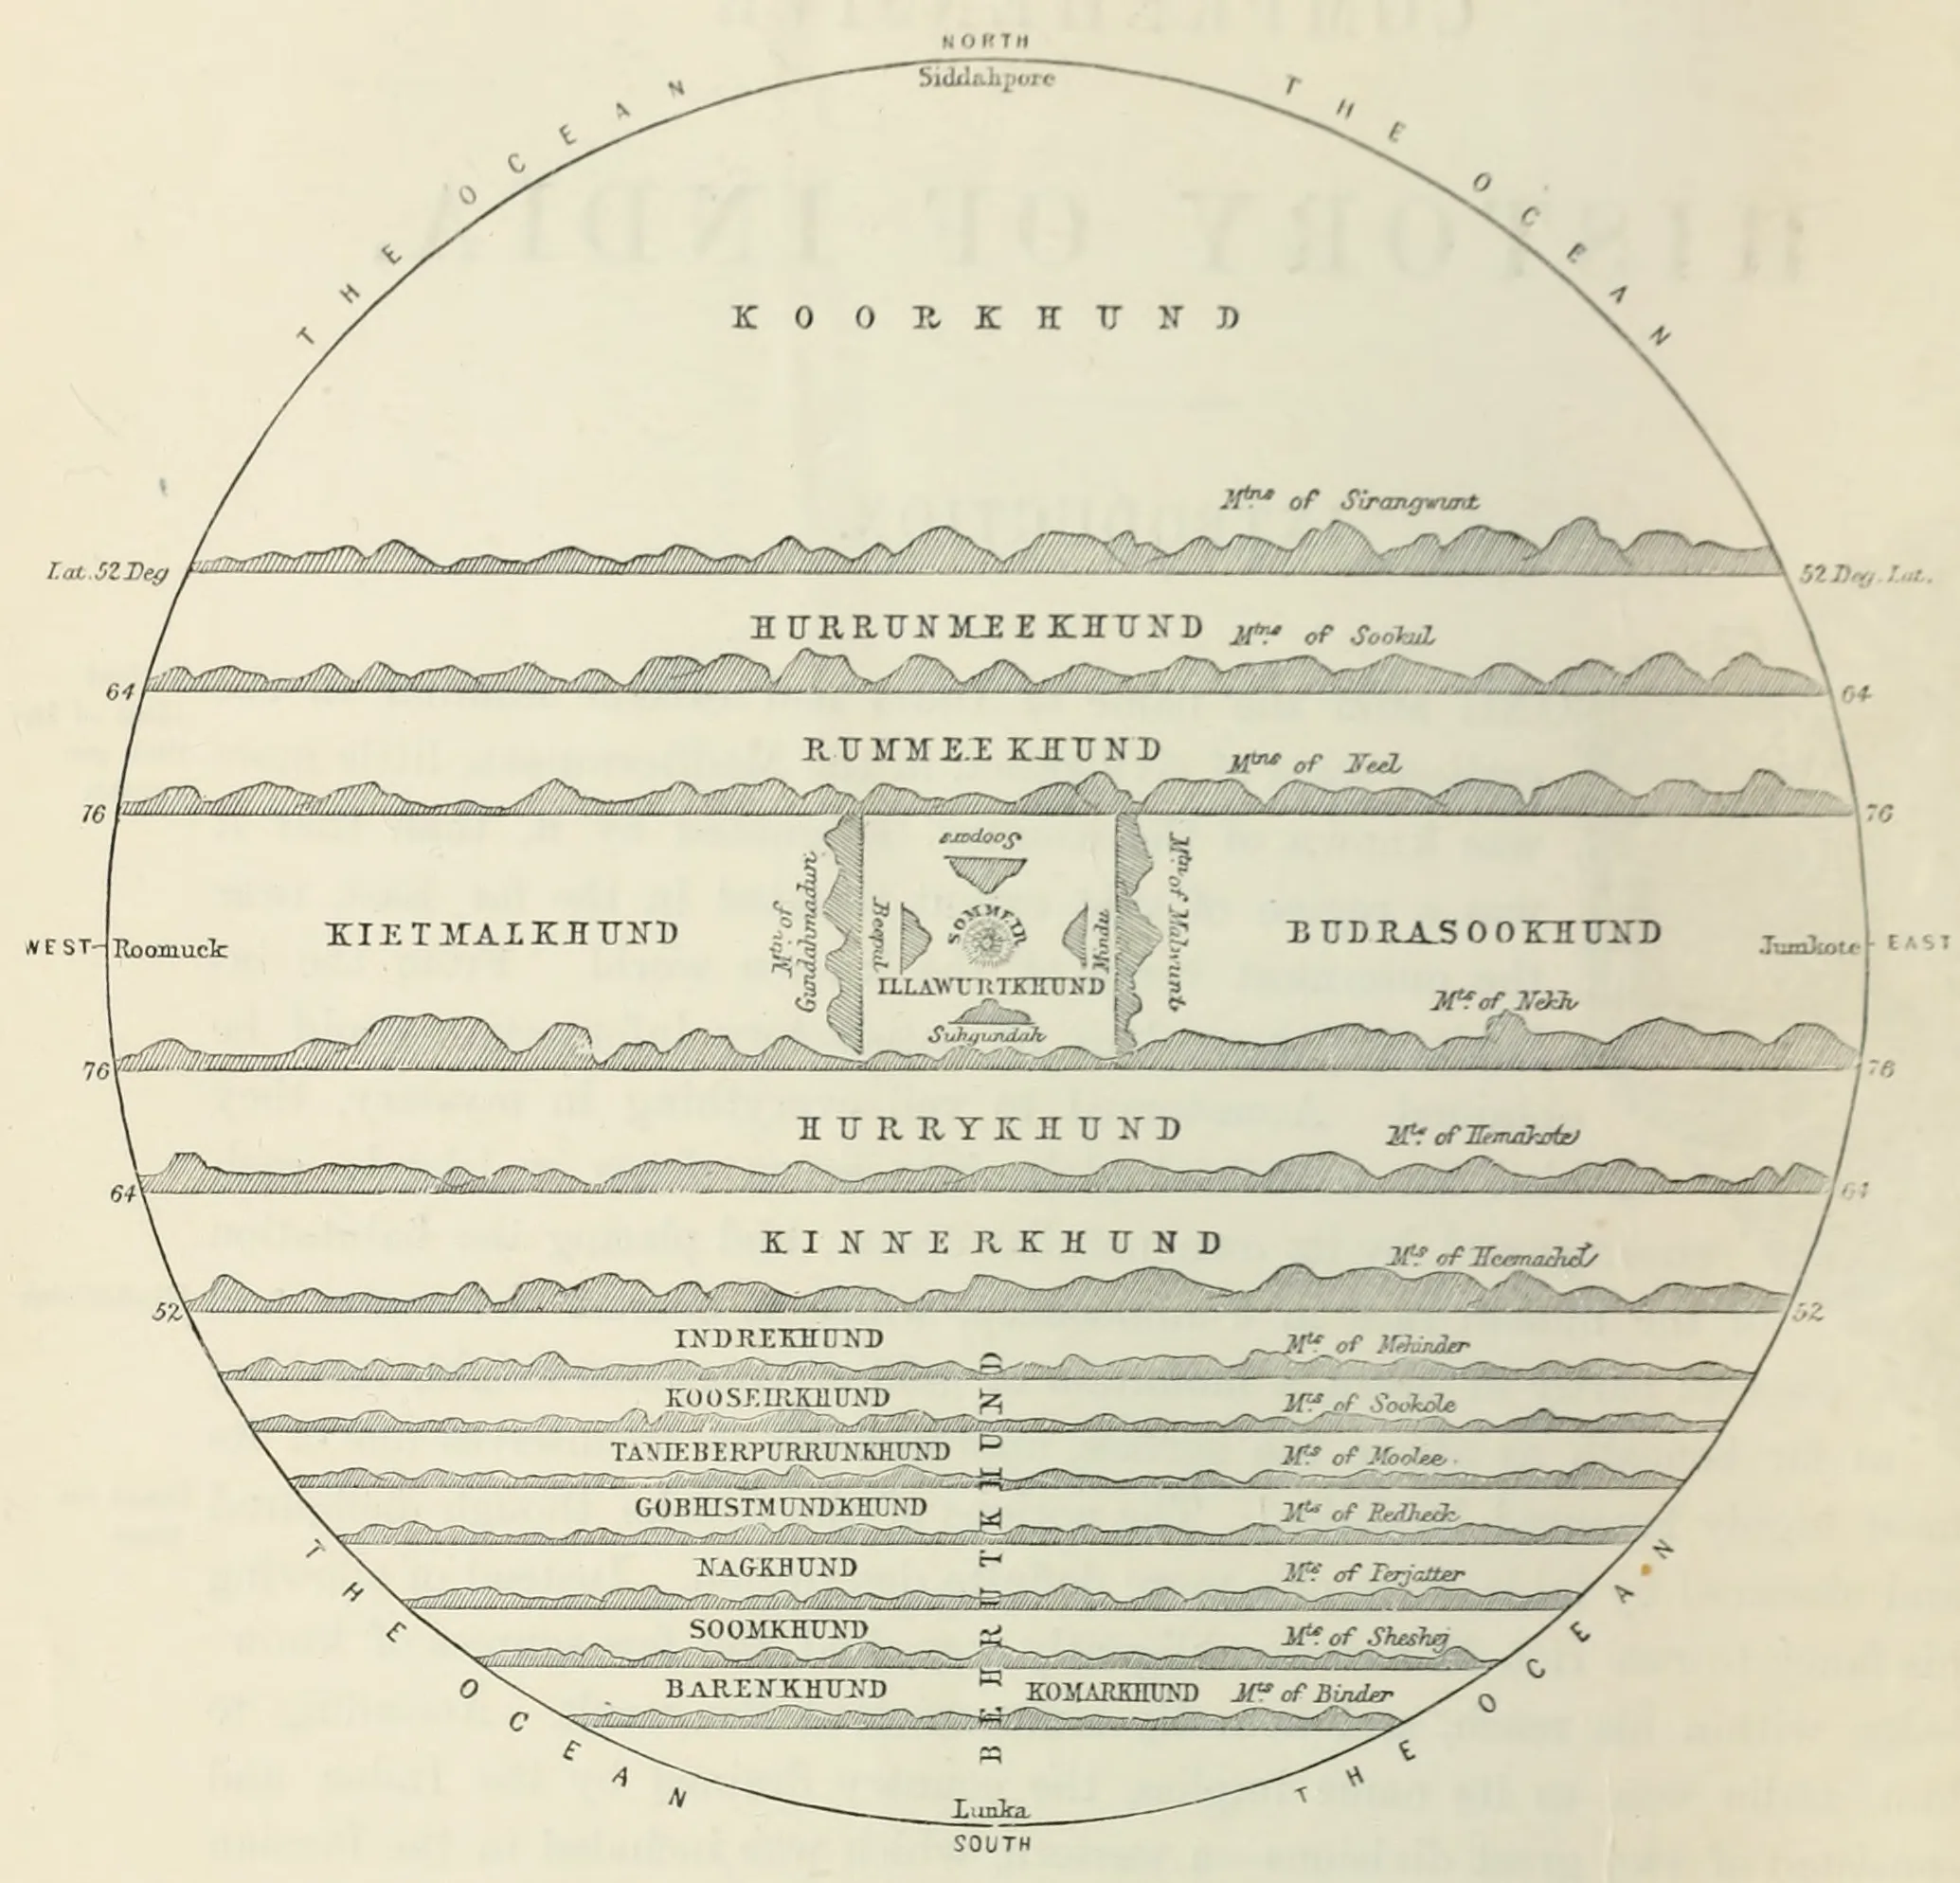 NORTH
Siddahpore
THE OCEAN
THE OCEAN
KOORKHUND
Mtns of Sirangwunt
Lat. 52 Deg
52 Deg. Lat.
HURRUNMEEKHUND
Mtns of Sookul
64
64
RUMMEEKHUND
Mtns of Neel
76
76
Mtn of Gundahmadun
Soopars
Mtn of Malwunt
Beepul
SOMMEIR
Mundu
KIETMALKHUND
BUDRASOOKHUND
WEST
Roomuck
Jumkote
EAST
ILLAWURTKHUND
Suhgundah
Mts of Nekh
76
76
HURRYKHUND
Mts of Hemakote
64
64
KINNERKHUND
Mts of Heemachel
52
52
INDREKHUND
Mts of Mehinder
KOOSEIRKHUND
Mts of Sookole
TANIEBERPURRUNKHUND
Mts of Moolee
GOBHISTMUNDKHUND
Mts of Redheck
NAGKHUND
Mts of Perjatter
SOOMKHUND
Mts of Sheshej
BARENKHUND
KOMARKHUND
Mts of Binder
BEHRUTKHUND
THE OCEAN
THE OCEAN
Lunka
SOUTH